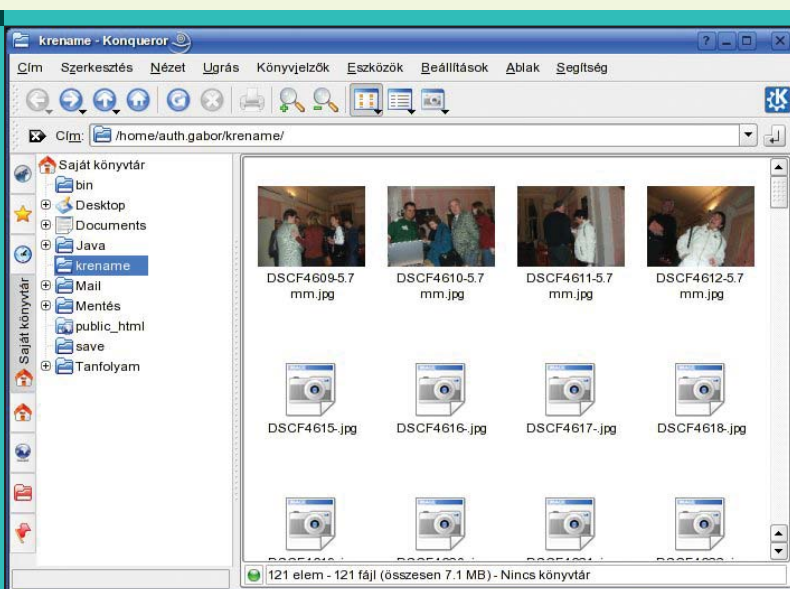 krename - Konqueror
Cím Szerkesztés Nézet Ugrás Könyvjelzők Eszközök Beállítások Ablak Segítség
Cím: /home/auth.gabor/krename/
Saját könyvtár
Saját könyvtár
bin
Desktop
Documents
Java
krename
Mail
Mentés
public_html
save
Tanfolyam
DSCF4609-5.7
mm.jpg
DSCF4610-5.7
mm.jpg
DSCF4611-5.7
mm.jpg
DSCF4612-5.7
mm.jpg
DSCF4615-.jpg
DSCF4616-.jpg
DSCF4617-.jpg
DSCF4618-.jpg
121 elem - 121 fájl (összesen 7.1 MB) - Nincs könyvtár